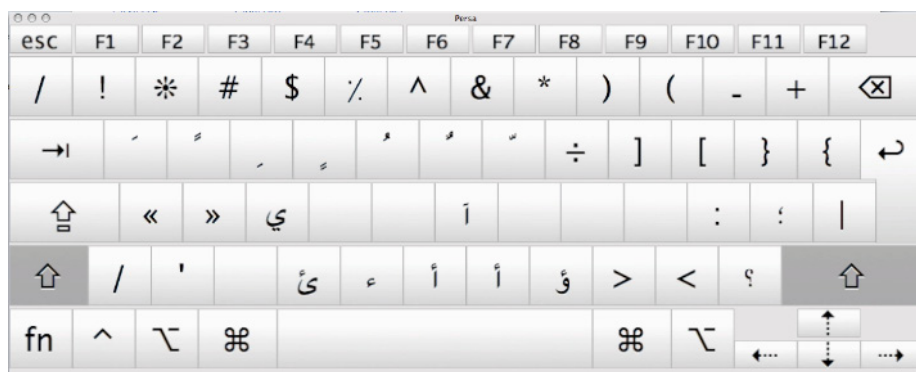 Persa
esc F1 F2 F3 F4 F5 F6 F7 F8 F9 F10 F11 F12
/ ! ※ # $ ٪ ^ & * ) ( - +
َ ً ِ ٍ ُ ٌ ّ ÷ ] [ } {
« » ي آ : ؛ |
/ ' ئ ء أ أ ؤ > < ؟
fn ^ ⌥ ⌘ ⌘ ⌥